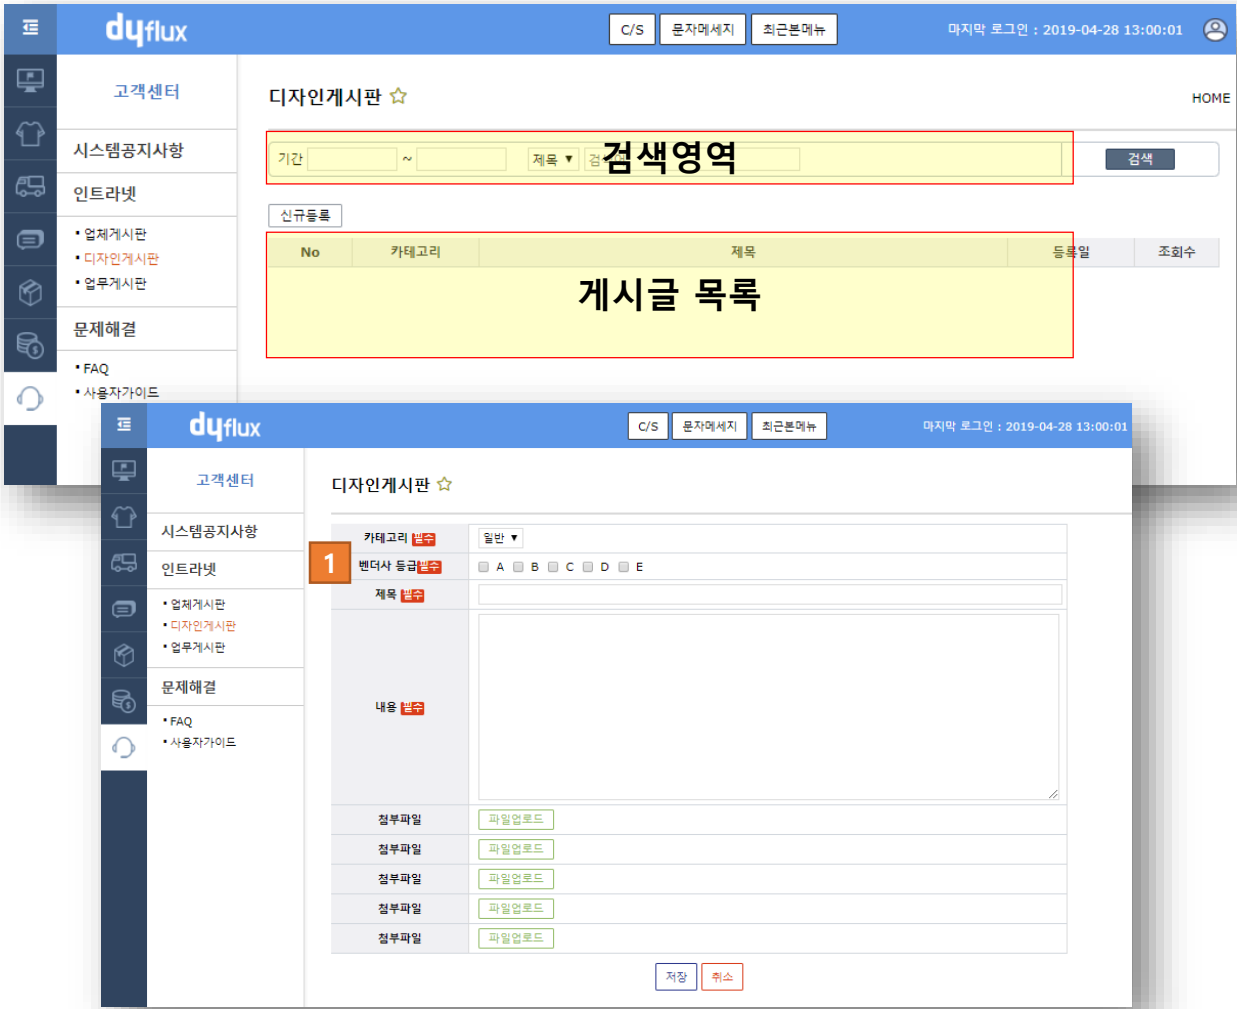 dyflux
C/S 문자메세지 최근본메뉴 마지막 로그인 : 2019-04-28 13:00:01
고객센터
디자인게시판 ☆
HOME
시스템공지사항
인트라넷
• 업체게시판
• 디자인게시판
• 업무게시판
문제해결
• FAQ
• 사용자가이드
기간 ~ 제목 ▼ 검색
검색영역
신규등록
No 카테고리 제목 등록일 조회수
게시글 목록
dyflux
C/S 문자메세지 최근본메뉴 마지막 로그인 : 2019-04-28 13:00:01
고객센터
디자인게시판 ☆
시스템공지사항
인트라넷
• 업체게시판
• 디자인게시판
• 업무게시판
문제해결
• FAQ
• 사용자가이드
카테고리 필수 일반 ▼
1
벤더사 등급 필수 A B C D E
제목 필수
내용 필수
첨부파일 파일업로드
첨부파일 파일업로드
첨부파일 파일업로드
첨부파일 파일업로드
첨부파일 파일업로드
저장 취소